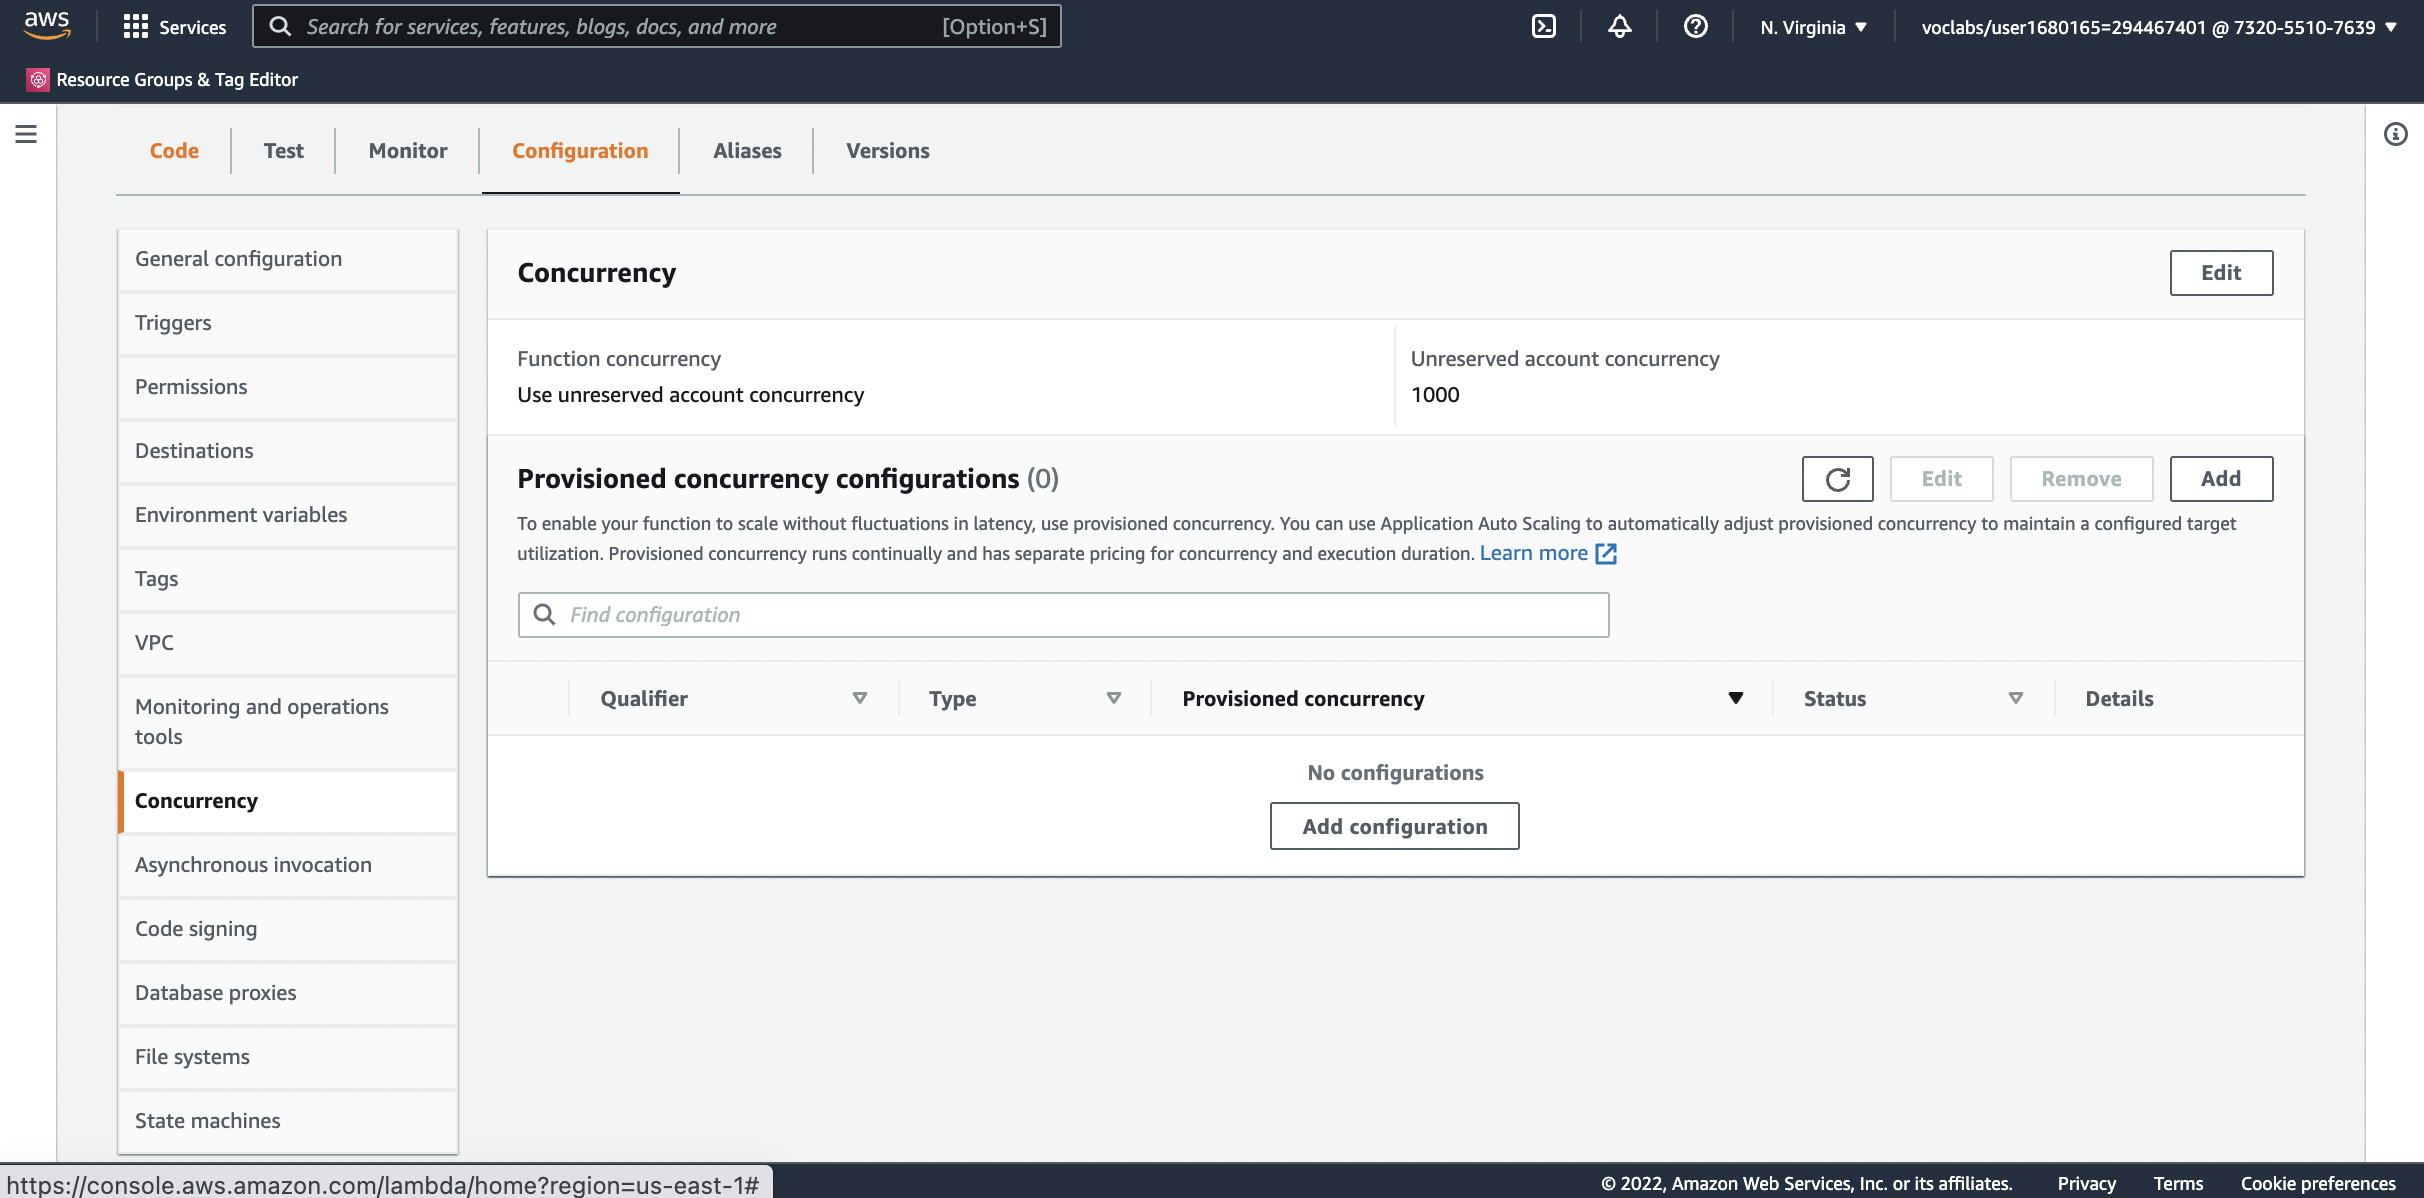 aws
Services
Search for services, features, blogs, docs, and more [Option+S]
N. Virginia ▼
voclabs/user1680165=294467401 @ 7320-5510-7639 ▼
Resource Groups & Tag Editor
Code
Test
Monitor
Configuration
Aliases
Versions
General configuration
Triggers
Permissions
Destinations
Environment variables
Tags
VPC
Monitoring and operations
tools
Concurrency
Asynchronous invocation
Code signing
Database proxies
File systems
State machines
Concurrency
Edit
Function concurrency
Use unreserved account concurrency
Unreserved account concurrency
1000
Provisioned concurrency configurations (0)
Edit
Remove
Add
To enable your function to scale without fluctuations in latency, use provisioned concurrency. You can use Application Auto Scaling to automatically adjust provisioned concurrency to maintain a configured target
utilization. Provisioned concurrency runs continually and has separate pricing for concurrency and execution duration. Learn more
Find configuration
Qualifier
Type
Provisioned concurrency
Status
Details
No configurations
Add configuration
https://console.aws.amazon.com/lambda/home?region=us-east-1#
© 2022, Amazon Web Services, Inc. or its affiliates.
Privacy
Terms
Cookie preferences